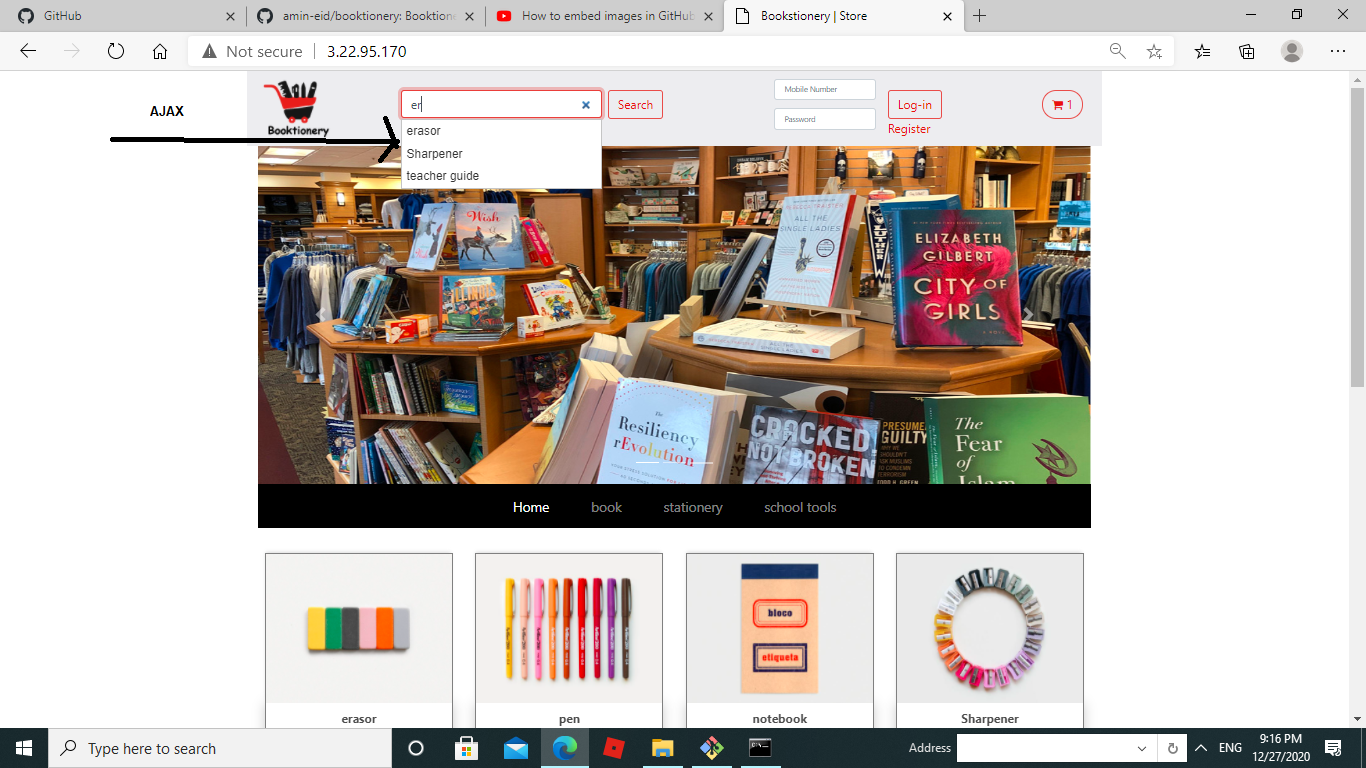 GitHub
amin-eid/booktionery: Booktione
How to embed images in GitHub
Bookstionery | Store
Not secure
3.22.95.170
AJAX
Booktionery
er
Search
erasor
Sharpener
teacher guide
Mobile Number
Password
Log-in
Register
1
Wish
ILLINOIS
ALL THE
SINGLE LADIES
LUTHER
ELIZABETH
GILBERT
CITY OF
GIRLS
The
Resiliency
rEvolution
CRACKED
NOT BROKEN
PRESUMED
GUILTY
The
Fear
of
Islam
Home
book
stationery
school tools
bloco
etiqueta
erasor
pen
notebook
Sharpener
Type here to search
Address
ENG
9:16 PM
12/27/2020